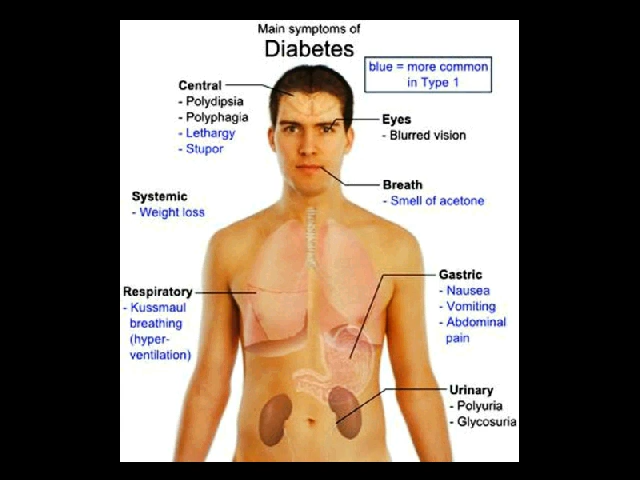 Main symptoms of
Diabetes
blue = more common
in Type 1
Central
- Polydipsia
- Polyphagia
- Lethargy
- Stupor
Eyes
- Blurred vision
Breath
- Smell of acetone
Systemic
- Weight loss
Respiratory
- Kussmaul
breathing
(hyper-
ventilation)
Gastric
- Nausea
- Vomiting
- Abdominal
pain
Urinary
- Polyuria
- Glycosuria